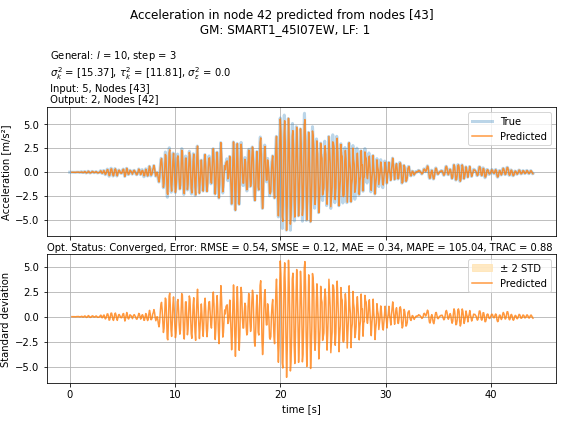 Acceleration in node 42 predicted from nodes [43]
GM: SMART1_45I07EW, LF: 1
General: l = 10, step = 3
σ²ₖ = [15.37], τ²ₖ = [11.81], σ²ε = 0.0
Input: 5, Nodes [43]
Output: 2, Nodes [42]
Acceleration [m/s²]
5.0
2.5
0.0
−2.5
−5.0
True
Predicted
Opt. Status: Converged, Error: RMSE = 0.54, SMSE = 0.12, MAE = 0.34, MAPE = 105.04, TRAC = 0.88
Standard deviation
5.0
2.5
0.0
−2.5
−5.0
± 2 STD
Predicted
0 10 20 30 40
time [s]